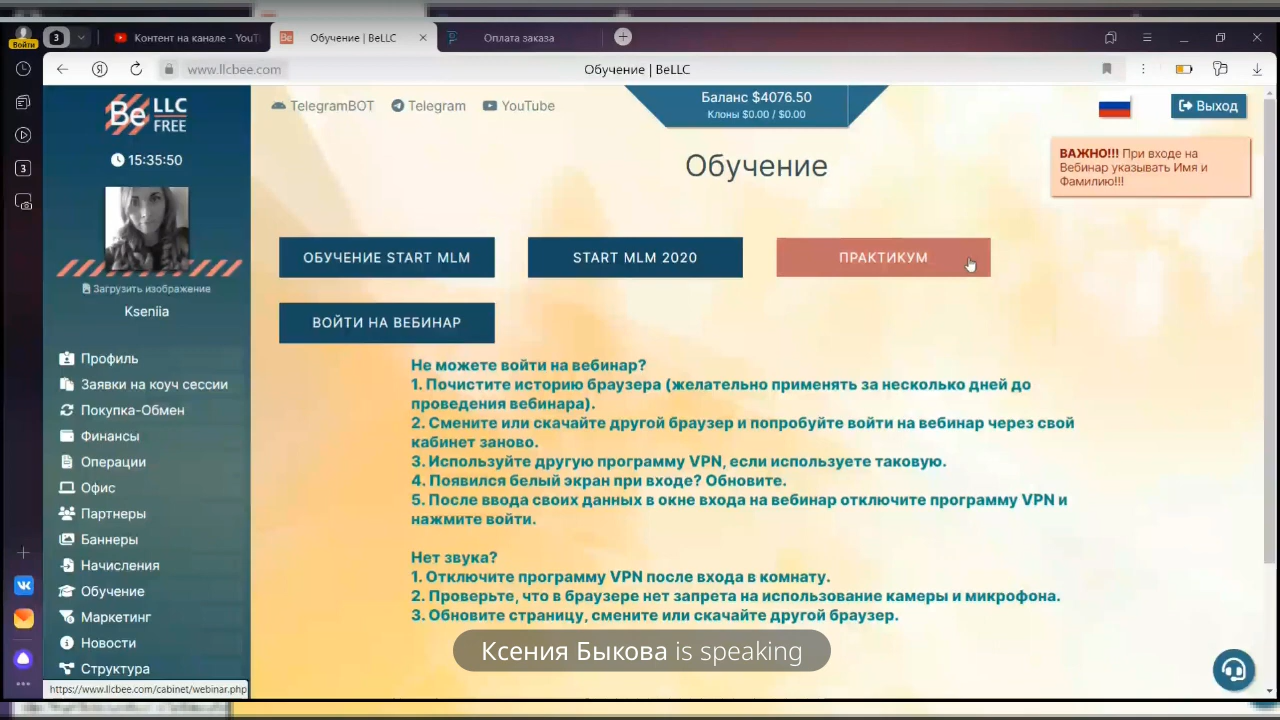 Войти
3
Контент на канале - YouT
Обучение | BeLLC
Оплата заказа
www.llcbee.com
Обучение | BeLLC
Be LLC FREE
TelegramBOT
Telegram
YouTube
Баланс $4076.50
Клоны $0.00 / $0.00
Выход
15:35:50
Обучение
ВАЖНО!!! При входе на
Вебинар указывать Имя и
Фамилию!!!
3
ОБУЧЕНИЕ START MLM
START MLM 2020
ПРАКТИКУМ
Загрузить изображение
Kseniia
ВОЙТИ НА ВЕБИНАР
Профиль
Заявки на коуч сессии
Покупка-Обмен
Финансы
Операции
Офис
Партнеры
Баннеры
Начисления
Обучение
Маркетинг
Новости
Структура
Не можете войти на вебинар?
1. Почистите историю браузера (желательно применять за несколько дней до
проведения вебинара).
2. Смените или скачайте другой браузер и попробуйте войти на вебинар через свой
кабинет заново.
3. Используйте другую программу VPN, если используете таковую.
4. Появился белый экран при входе? Обновите.
5. После ввода своих данных в окне входа на вебинар отключите программу VPN и
нажмите войти.
Нет звука?
1. Отключите программу VPN после входа в комнату.
2. Проверьте, что в браузере нет запрета на использование камеры и микрофона.
3. Обновите страницу, смените или скачайте другой браузер.
Ксения Быкова is speaking
https://www.llcbee.com/cabinet/webinar.php